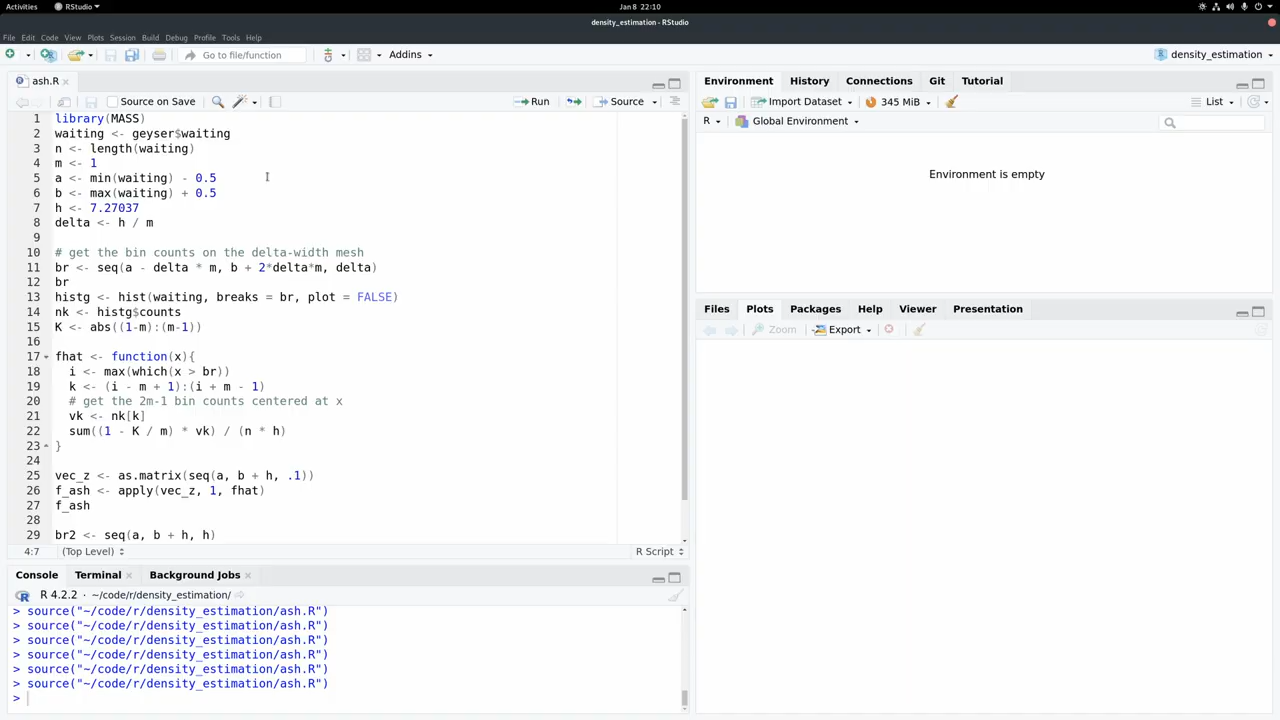 Activities RStudio Jan 8 22:10
density_estimation - RStudio
File Edit Code View Plots Session Build Debug Profile Tools Help
Go to file/function Addins density_estimation
ash.R
Source on Save Run Source
1 library(MASS)
2 waiting <- geyser$waiting
3 n <- length(waiting)
4 m <- 1
5 a <- min(waiting) - 0.5
6 b <- max(waiting) + 0.5
7 h <- 7.27037
8 delta <- h / m
9
10 # get the bin counts on the delta-width mesh
11 br <- seq(a - delta * m, b + 2*delta*m, delta)
12 br
13 histg <- hist(waiting, breaks = br, plot = FALSE)
14 nk <- histg$counts
15 K <- abs((1-m):(m-1))
16
17 fhat <- function(x){
18 i <- max(which(x > br))
19 k <- (i - m + 1):(i + m - 1)
20 # get the 2m-1 bin counts centered at x
21 vk <- nk[k]
22 sum((1 - K / m) * vk) / (n * h)
23 }
24
25 vec_z <- as.matrix(seq(a, b + h, .1))
26 f_ash <- apply(vec_z, 1, fhat)
27 f_ash
28
29 br2 <- seq(a, b + h, h)
4:7 (Top Level) R Script
Console Terminal Background Jobs
R 4.2.2 · ~/code/r/density_estimation/
> source("~/code/r/density_estimation/ash.R")
> source("~/code/r/density_estimation/ash.R")
> source("~/code/r/density_estimation/ash.R")
> source("~/code/r/density_estimation/ash.R")
> source("~/code/r/density_estimation/ash.R")
> source("~/code/r/density_estimation/ash.R")
>
Environment History Connections Git Tutorial
Import Dataset 345 MiB List
R Global Environment
Environment is empty
Files Plots Packages Help Viewer Presentation
Zoom Export